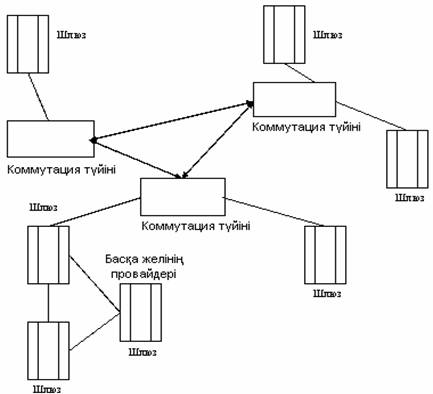 Шлюз
Шлюз
Коммутация түйіні
Коммутация түйіні
Шлюз
Шлюз
Коммутация түйіні
Басқа желінің
провайдері
Шлюз
Шлюз
Шлюз